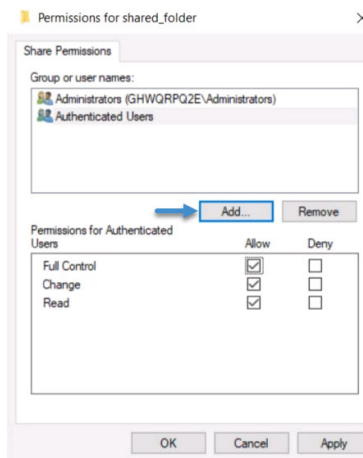 Permissions for shared_folder
Share Permissions
Group or user names:
Administrators (GHWQRPQ2E\Administrators)
Authenticated Users
Add... Remove
Permissions for Authenticated
Users Allow Deny
Full Control
Change
Read
OK Cancel Apply